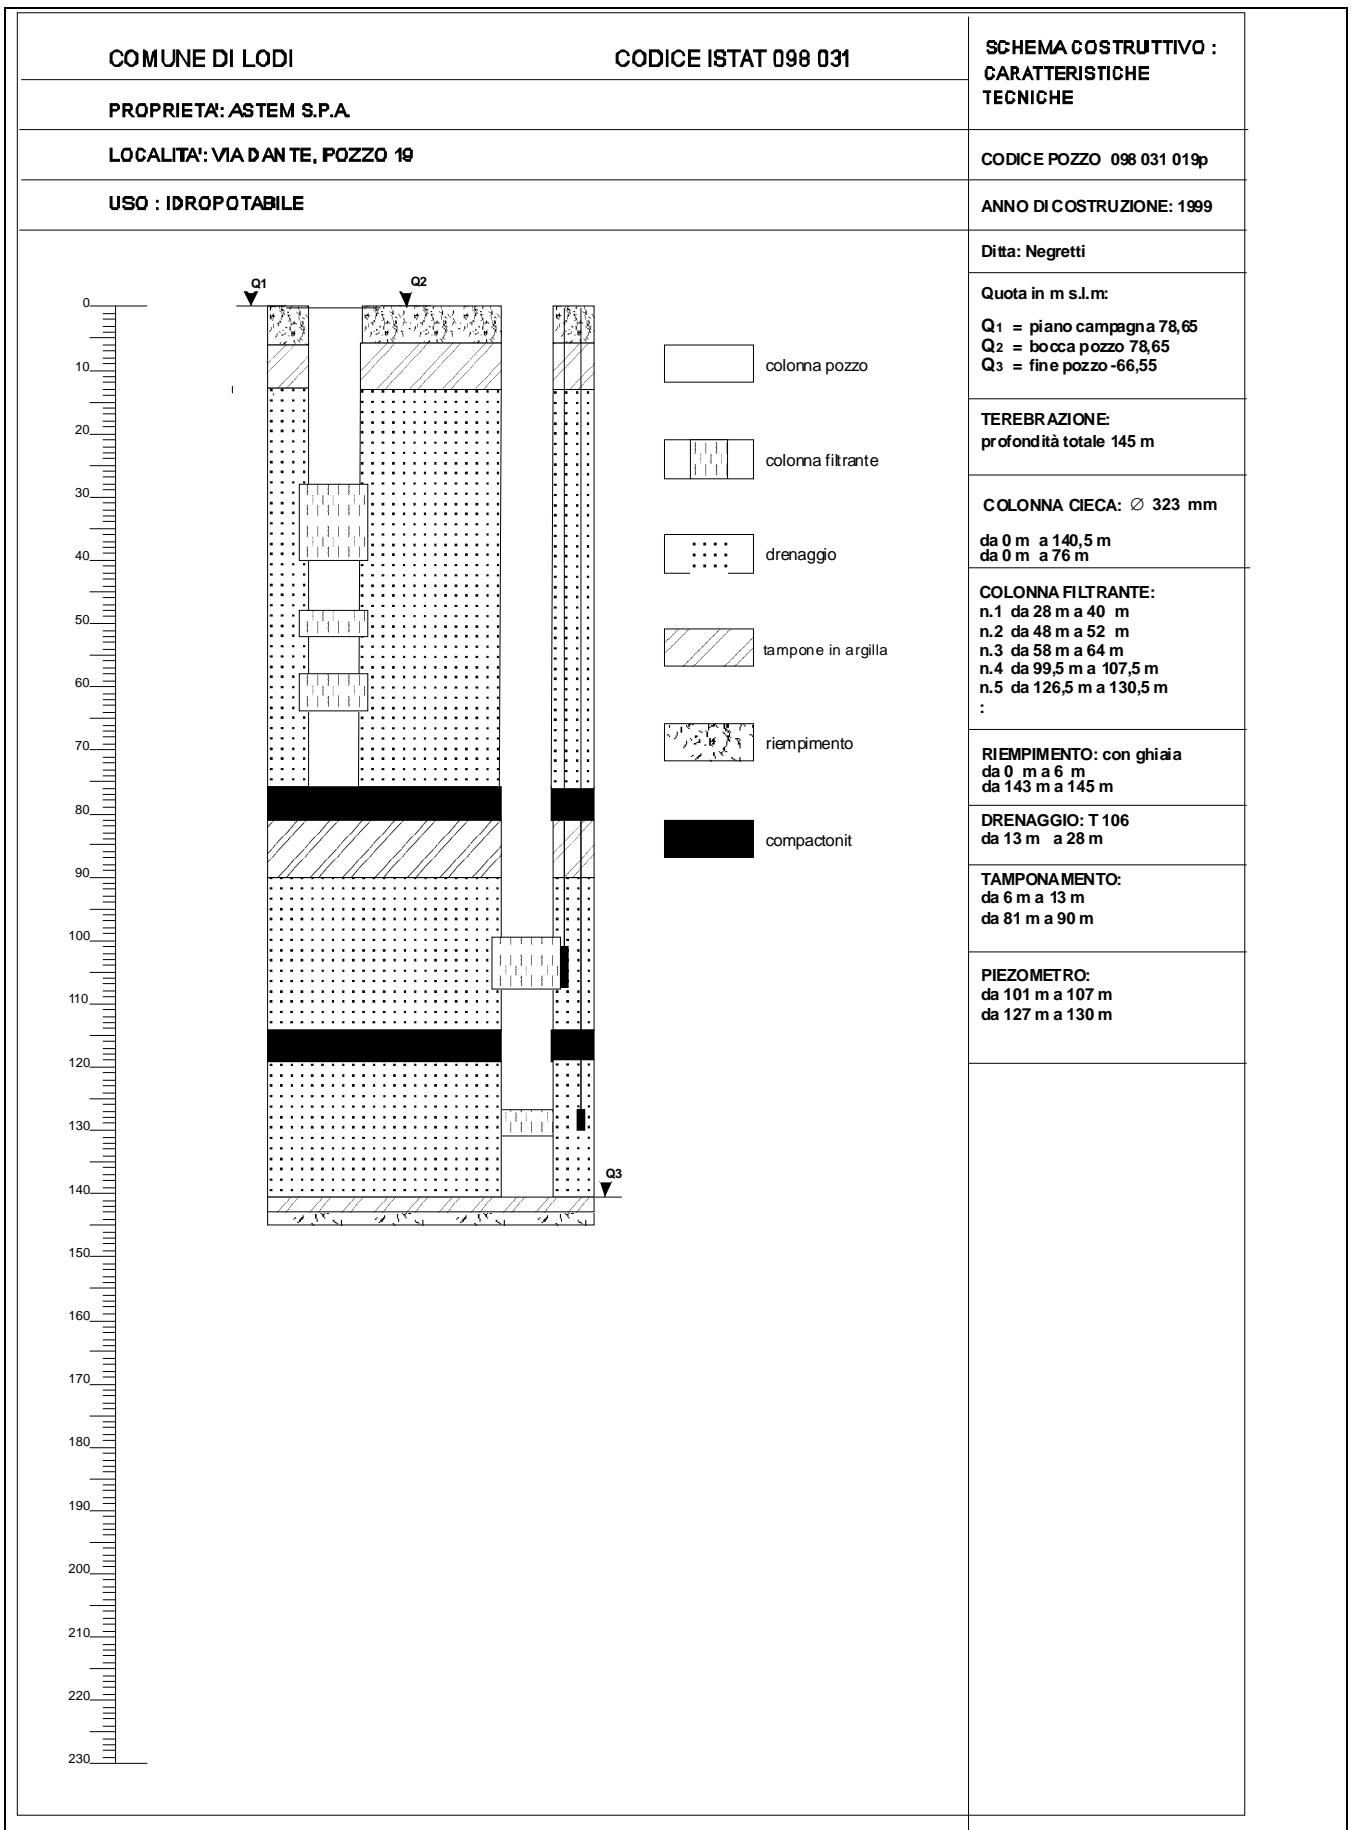 COMUNE DI LODI
CODICE ISTAT 098 031
PROPRIETA': ASTEM S.P.A.
LOCALITA': VIA DANTE, POZZO 19
USO : IDROPOTABILE
SCHEMA COSTRUTTIVO :
CARATTERISTICHE
TECNICHE
CODICE POZZO 098 031 019p
ANNO DI COSTRUZIONE: 1999
Ditta: Negretti
Quota in m s.l.m:
Q1 = piano campagna 78,65
Q2 = bocca pozzo 78,65
Q3 = fine pozzo -66,55
TEREBRAZIONE:
profondità totale 145 m
COLONNA CIECA: ∅ 323 mm
da 0 m a 140,5 m
da 0 m a 76 m
COLONNA FILTRANTE:
n.1 da 28 m a 40 m
n.2 da 48 m a 52 m
n.3 da 58 m a 64 m
n.4 da 99,5 m a 107,5 m
n.5 da 126,5 m a 130,5 m
:
RIEMPIMENTO: con ghiaia
da 0 m a 6 m
da 143 m a 145 m
DRENAGGIO: T 106
da 13 m a 28 m
TAMPONAMENTO:
da 6 m a 13 m
da 81 m a 90 m
PIEZOMETRO:
da 101 m a 107 m
da 127 m a 130 m
Q1
Q2
Q3
0
10
20
30
40
50
60
70
80
90
100
110
120
130
140
150
160
170
180
190
200
210
220
230
colonna pozzo
colonna filtrante
drenaggio
tampone in argilla
riempimento
compactonit